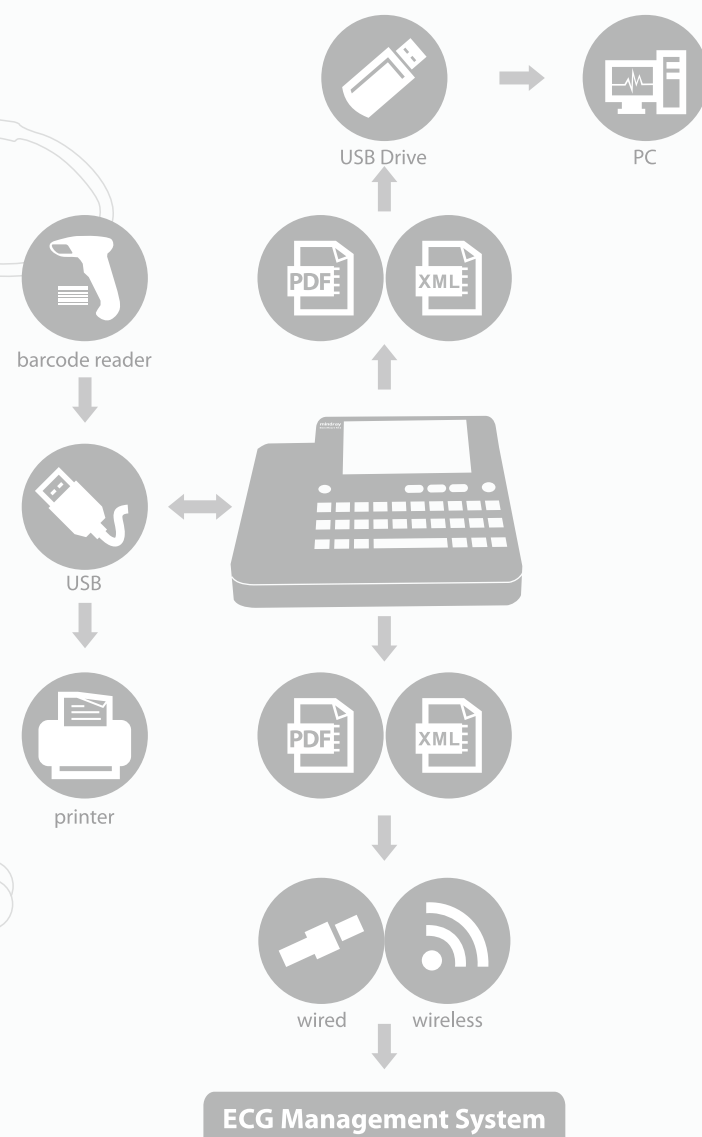 USB Drive
PC
PDF
XML
barcode reader
USB
PDF
XML
printer
wired
wireless
ECG Management System